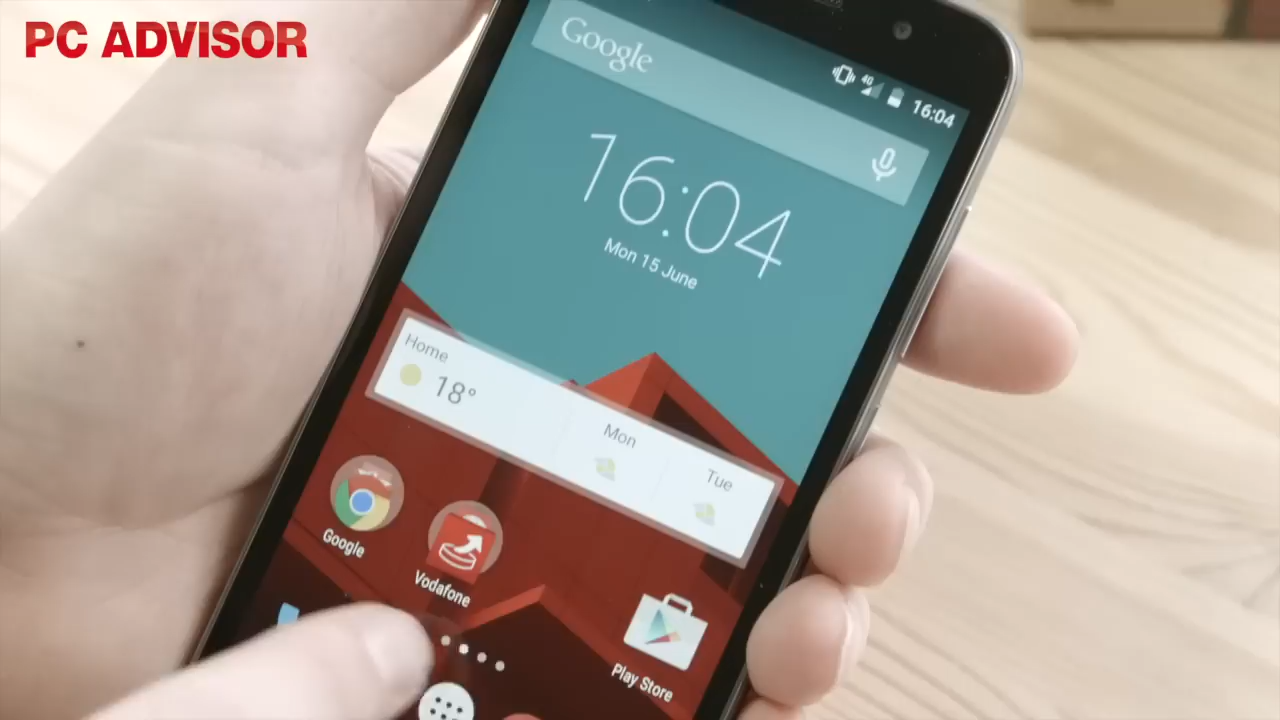 PC ADVISOR
Google
4G
16:04
16:04
Mon 15 June
Home
18°
Mon
Tue
Google
Vodafone
Play Store